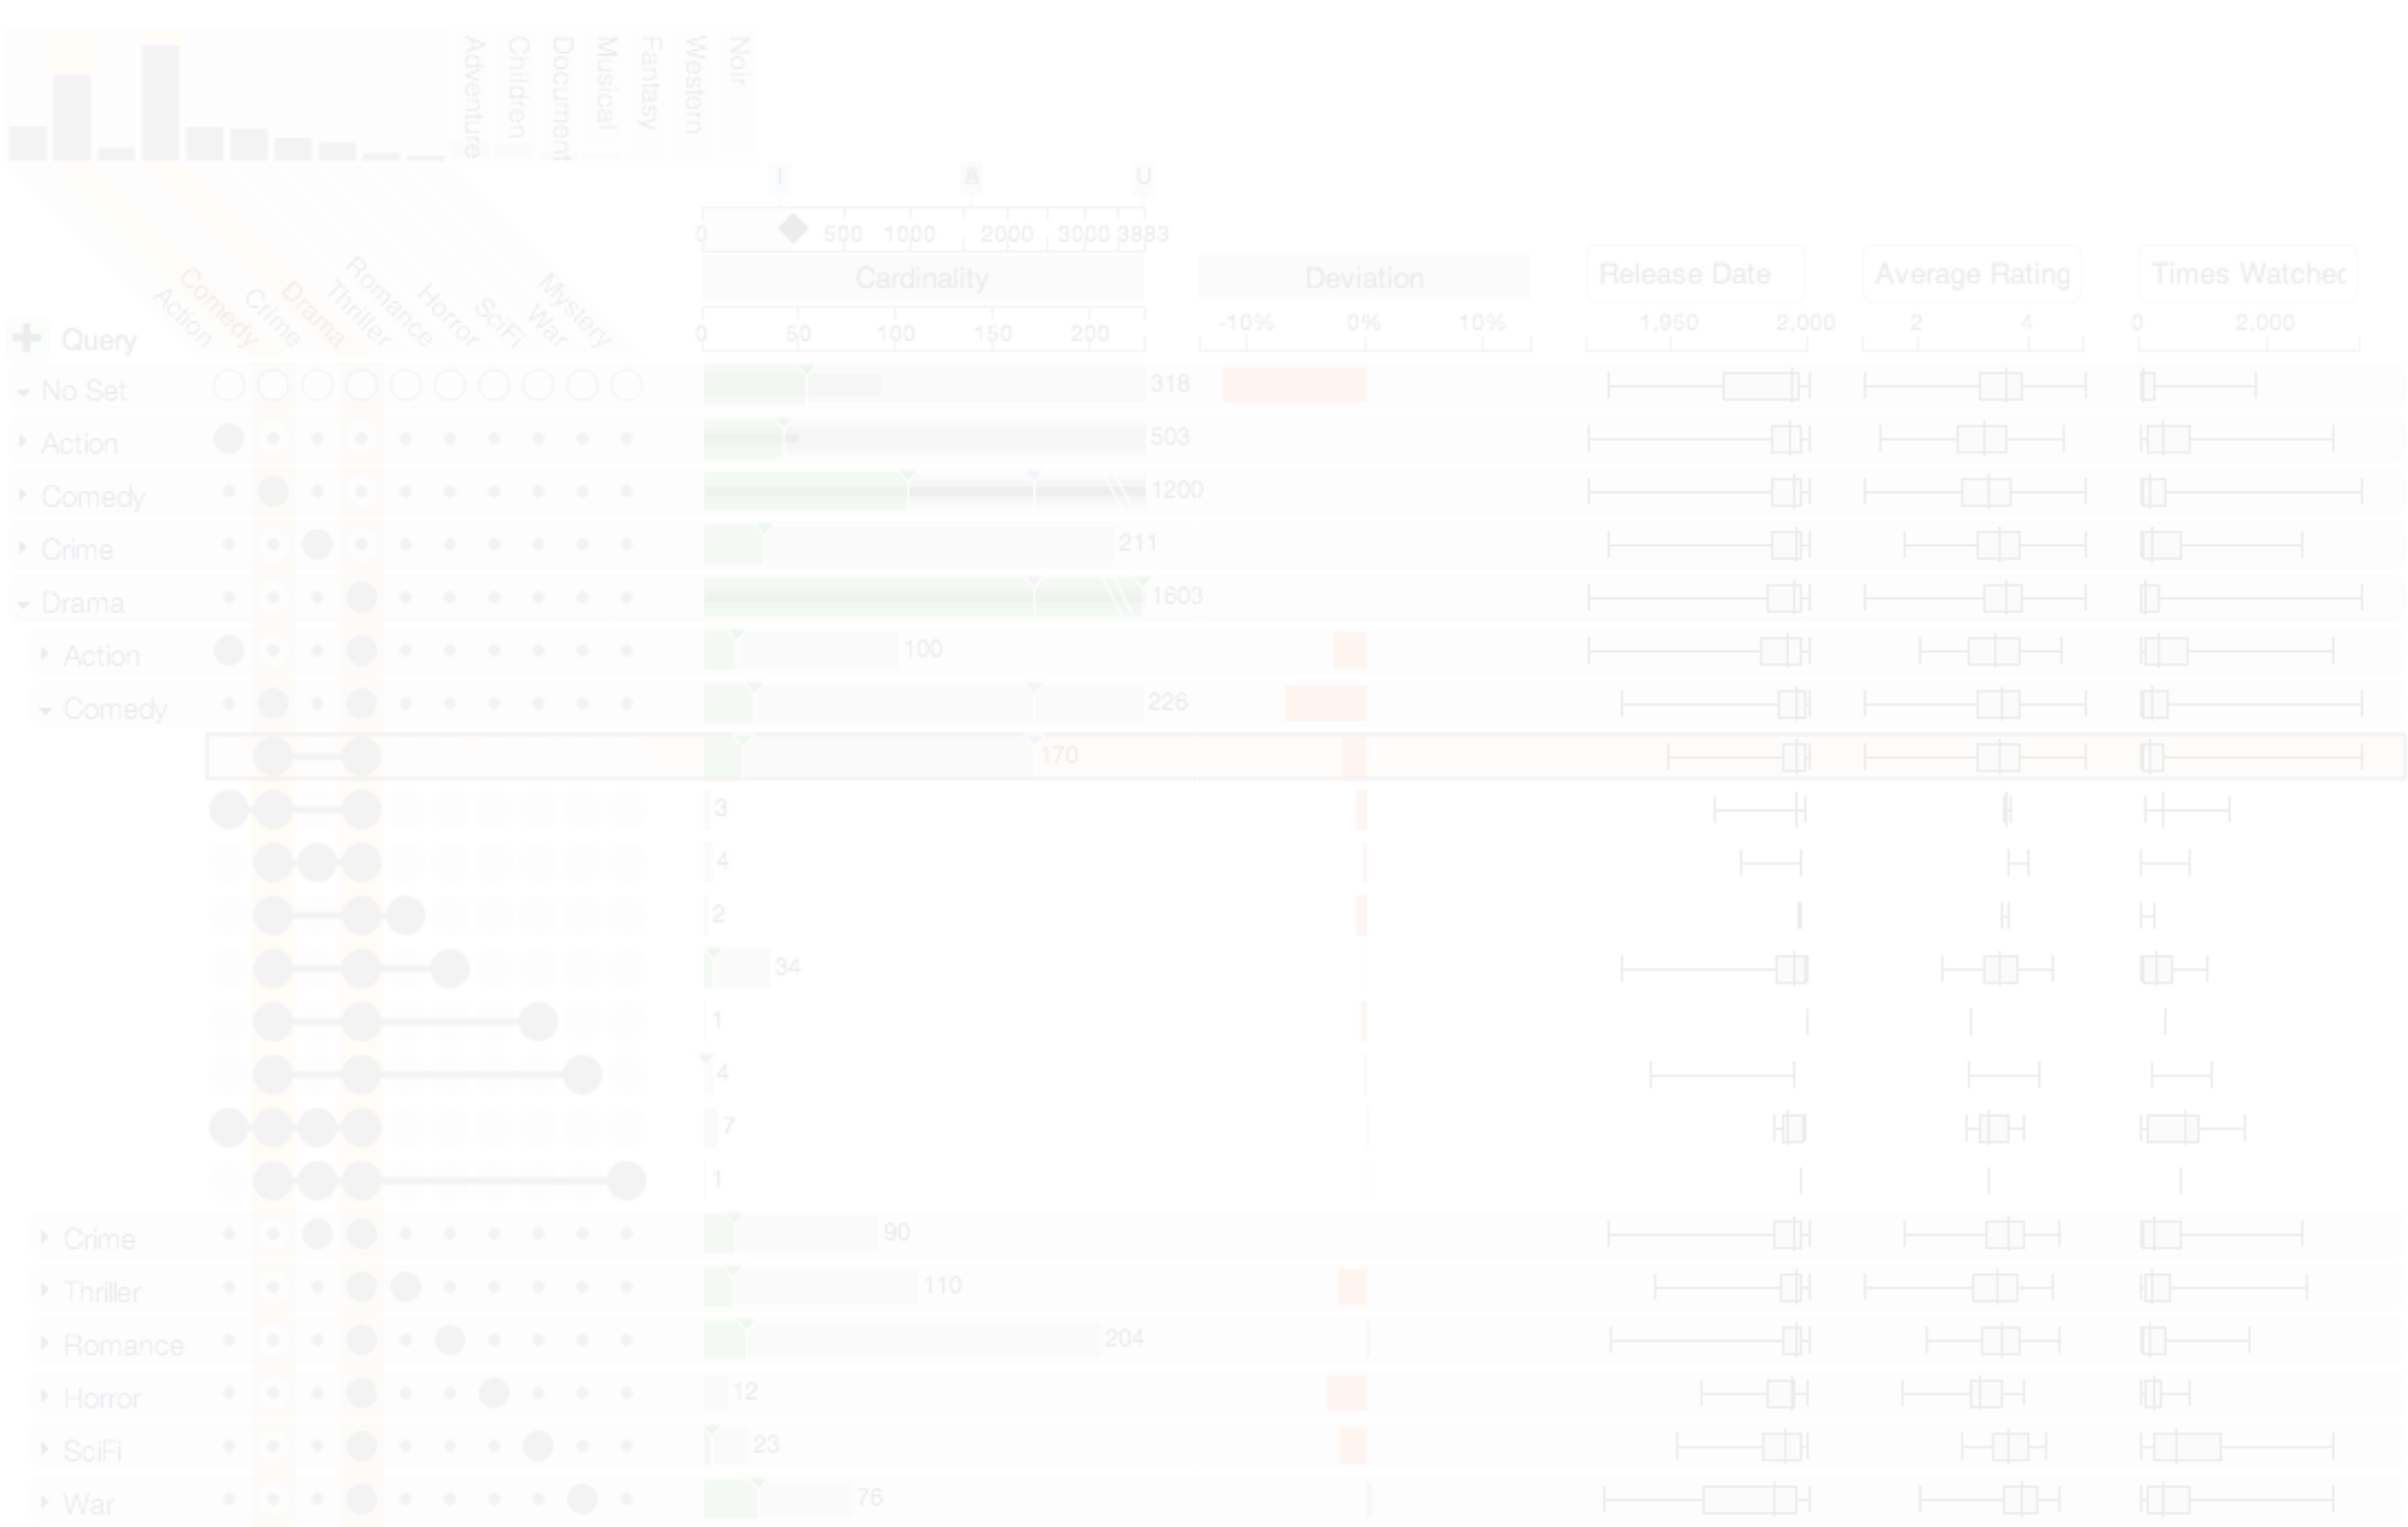 Adventure
Children
Document
Musical
Fantasy
Western
Noir
I A U
0 500 1000 2000 3000 3883
Cardinality Deviation Release Date Average Rating Times Watched
Action
Comedy
Crime
Drama
Thriller
Romance
Horror
SciFi
War
Mystery
0 50 100 150 200 -10% 0% 10% 1,950 2,000 2 4 0 2,000
Query
No Set 318
Action 503
Comedy 1200
Crime 211
Drama 1603
Action 100
Comedy 226
170
3
4
2
34
1
4
7
1
Crime 90
Thriller 110
Romance 204
Horror 12
SciFi 23
War 76